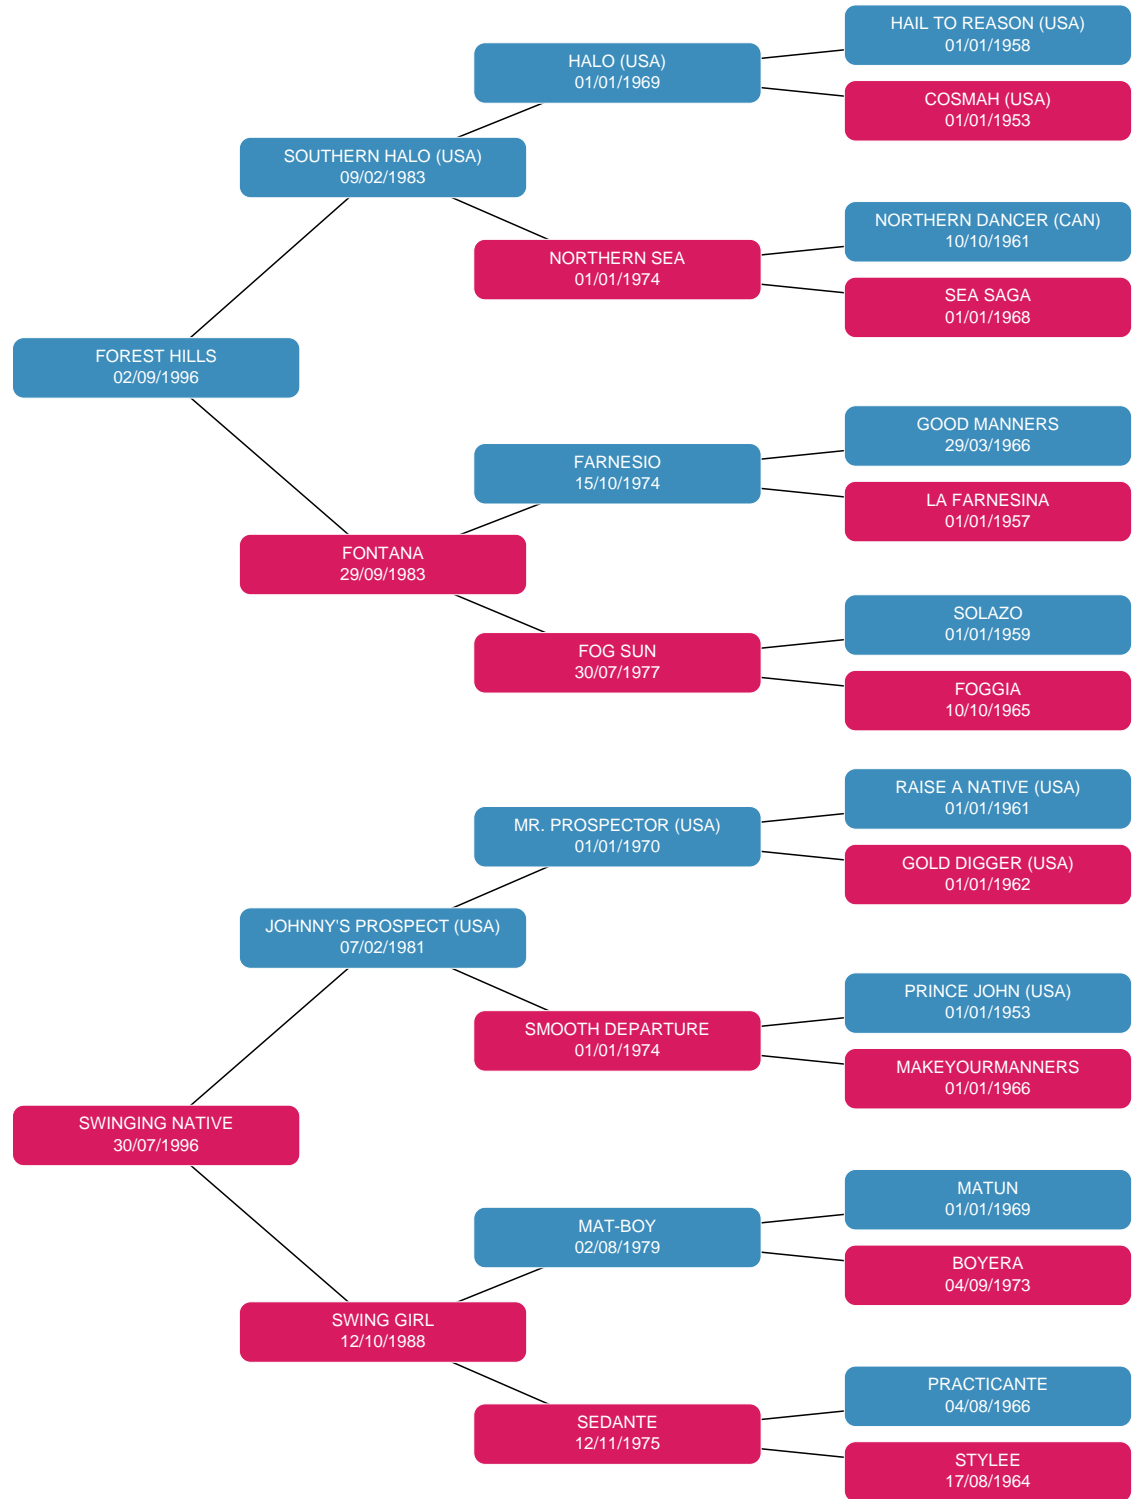 HAIL TO REASON (USA)
01/01/1958
HALO (USA)
01/01/1969
COSMAH (USA)
01/01/1953
SOUTHERN HALO (USA)
09/02/1983
NORTHERN DANCER (CAN)
10/10/1961
NORTHERN SEA
01/01/1974
SEA SAGA
01/01/1968
FOREST HILLS
02/09/1996
GOOD MANNERS
29/03/1966
FARNESIO
15/10/1974
LA FARNESINA
01/01/1957
FONTANA
29/09/1983
SOLAZO
01/01/1959
FOG SUN
30/07/1977
FOGGIA
10/10/1965
RAISE A NATIVE (USA)
01/01/1961
MR. PROSPECTOR (USA)
01/01/1970
GOLD DIGGER (USA)
01/01/1962
JOHNNY'S PROSPECT (USA)
07/02/1981
PRINCE JOHN (USA)
01/01/1953
SMOOTH DEPARTURE
01/01/1974
MAKEYOURMANNERS
01/01/1966
SWINGING NATIVE
30/07/1996
MATUN
01/01/1969
MAT-BOY
02/08/1979
BOYERA
04/09/1973
SWING GIRL
12/10/1988
PRACTICANTE
04/08/1966
SEDANTE
12/11/1975
STYLEE
17/08/1964